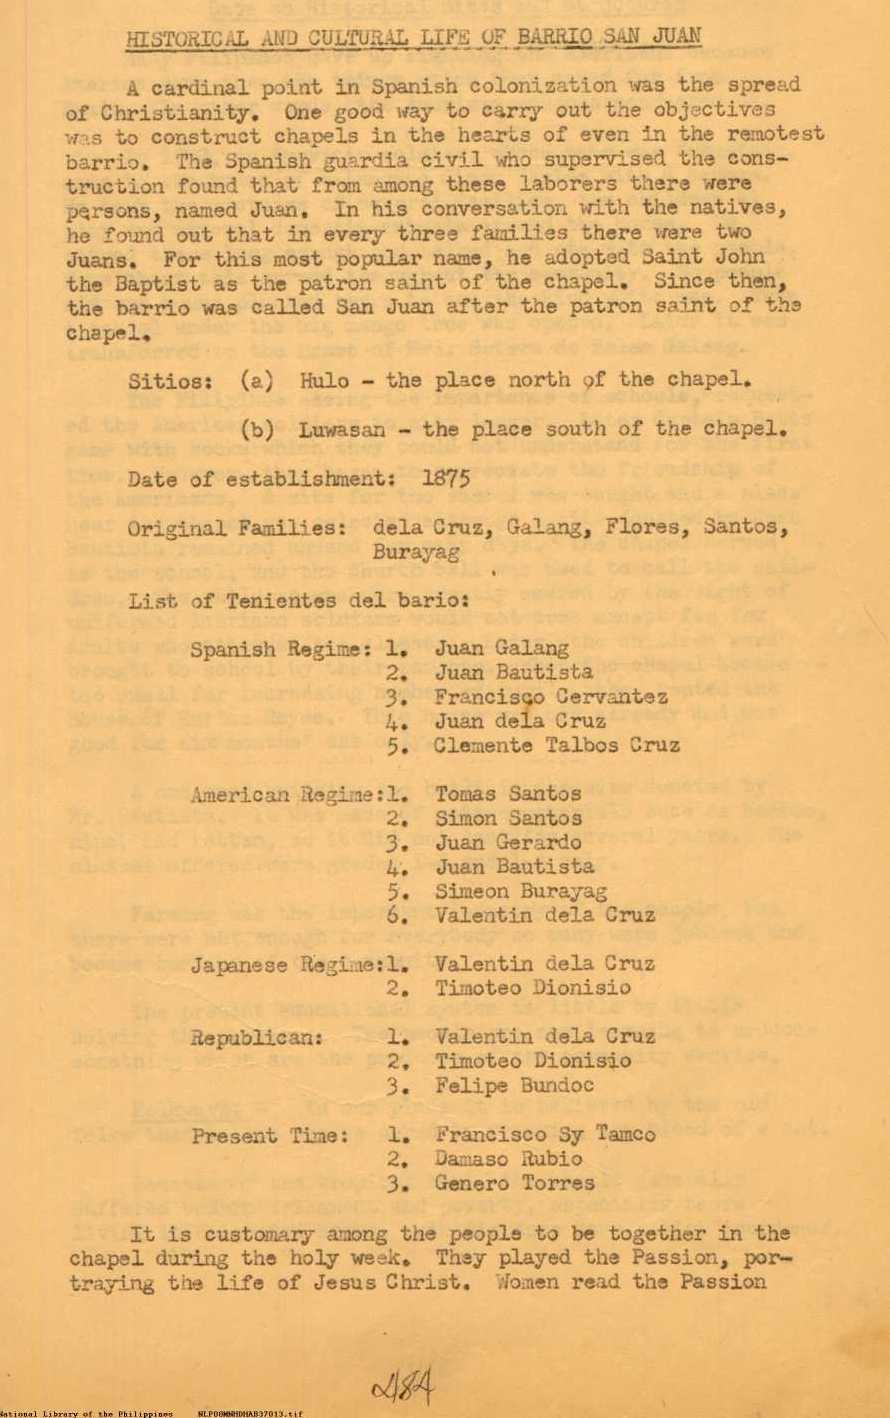 HISTORICAL AND CULTURAL LIFE OF BARRIO SAN JUAN
A cardinal point in Spanish colonization was the spread
of Christianity. One good way to carry out the objectives
was to construct chapels in the hearts of even in the remotest
barrio. The Spanish guardia civil who supervised the cons-
truction found that from among these laborers there were
persons, named Juan. In his conversation with the natives,
he found out that in every three families there were two
Juans. For this most popular name, he adopted Saint John
the Baptist as the patron saint of the chapel. Since then,
the barrio was called San Juan after the patron saint of the
chapel.
Sitios: (a) Hulo - the place north of the chapel.
(b) Luwasan - the place south of the chapel.
Date of establishment: 1875
Original Families: dela Cruz, Galang, Flores, Santos,
Burayag
List of Tenientes del bario:
Spanish Regime: 1. Juan Galang
2. Juan Bautista
3. Francisco Cervantez
4. Juan dela Cruz
5. Clemente Talbos Cruz
American Regime:1. Tomas Santos
2. Simon Santos
3. Juan Gerardo
4. Juan Bautista
5. Simeon Burayag
6. Valentin dela Cruz
Japanese Regime:1. Valentin dela Cruz
2. Timoteo Dionisio
Republican: 1. Valentin dela Cruz
2. Timoteo Dionisio
3. Felipe Bundoc
Present Time: 1. Francisco Sy Tamco
2. Damaso Rubio
3. Genero Torres
It is customary among the people to be together in the
chapel during the holy week. They played the Passion, por-
traying the life of Jesus Christ. Women read the Passion
484
National Library of the Philippines NLPO0MNHDHAB37013.tif